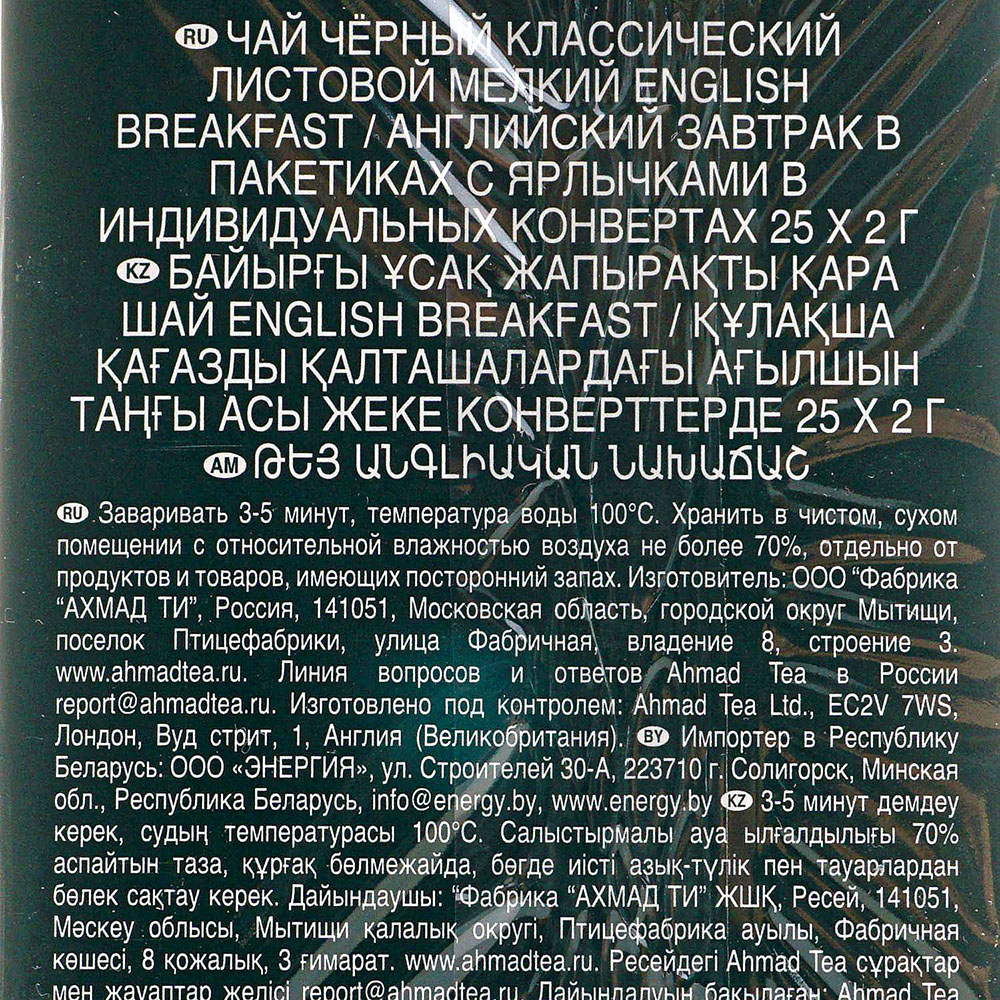 RU ЧАЙ ЧЁРНЫЙ КЛАССИЧЕСКИЙ
ЛИСТОВОЙ МЕЛКИЙ ENGLISH
BREAKFAST / АНГЛИЙСКИЙ ЗАВТРАК В
ПАКЕТИКАХ С ЯРЛЫЧКАМИ В
ИНДИВИДУАЛЬНЫХ КОНВЕРТАХ 25 X 2 Г
KZ БАЙЫРҒЫ ҰСАҚ ЖАПЫРАҚТЫ ҚАРА
ШАЙ ENGLISH BREAKFAST / ҚҰЛАҚША
ҚАҒАЗДЫ ҚАЛТАШАЛАРДАҒЫ АҒЫЛШЫН
ТАҢҒЫ АСЫ ЖЕКЕ КОНВЕРТТЕРДЕ 25 X 2 Г
AM ԹԵՅ ԱՆԳԼԻԱԿԱՆ ՆԱԽԱՃԱՇ
RU Заваривать 3-5 минут, температура воды 100°C. Хранить в чистом, сухом
помещении с относительной влажностью воздуха не более 70%, отдельно от
продуктов и товаров, имеющих посторонний запах. Изготовитель: ООО “Фабрика
“АХМАД ТИ”, Россия, 141051, Московская область, городской округ Мытищи,
поселок Птицефабрики, улица Фабричная, владение 8, строение 3.
www.ahmadtea.ru. Линия вопросов и ответов Ahmad Tea в России
report@ahmadtea.ru. Изготовлено под контролем: Ahmad Tea Ltd., EC2V 7WS,
Лондон, Вуд стрит, 1, Англия (Великобритания). BY Импортер в Республику
Беларусь: ООО «ЭНЕРГИЯ», ул. Строителей 30-А, 223710 г. Солигорск, Минская
обл., Республика Беларусь, info@energy.by, www.energy.by KZ 3-5 минут демдеу
керек, судың температурасы 100°C. Салыстырмалы ауа ылғалдылығы 70%
аспайтын таза, құрғақ бөлмежайда, бөгде иісті азық-түлік пен тауарлардан
бөлек сақтау керек. Дайындаушы: “Фабрика “АХМАД ТИ” ЖШҚ, Ресей, 141051,
Мәскеу облысы, Мытищи қалалық округі, Птицефабрика ауылы, Фабричная
көшесі, 8 қожалық, 3 ғимарат. www.ahmadtea.ru. Ресейдегі Ahmad Tea сұрақтар
мен жауаптар желісі report@ahmadtea.ru. Дайындалуын бақылаған: Ahmad Tea